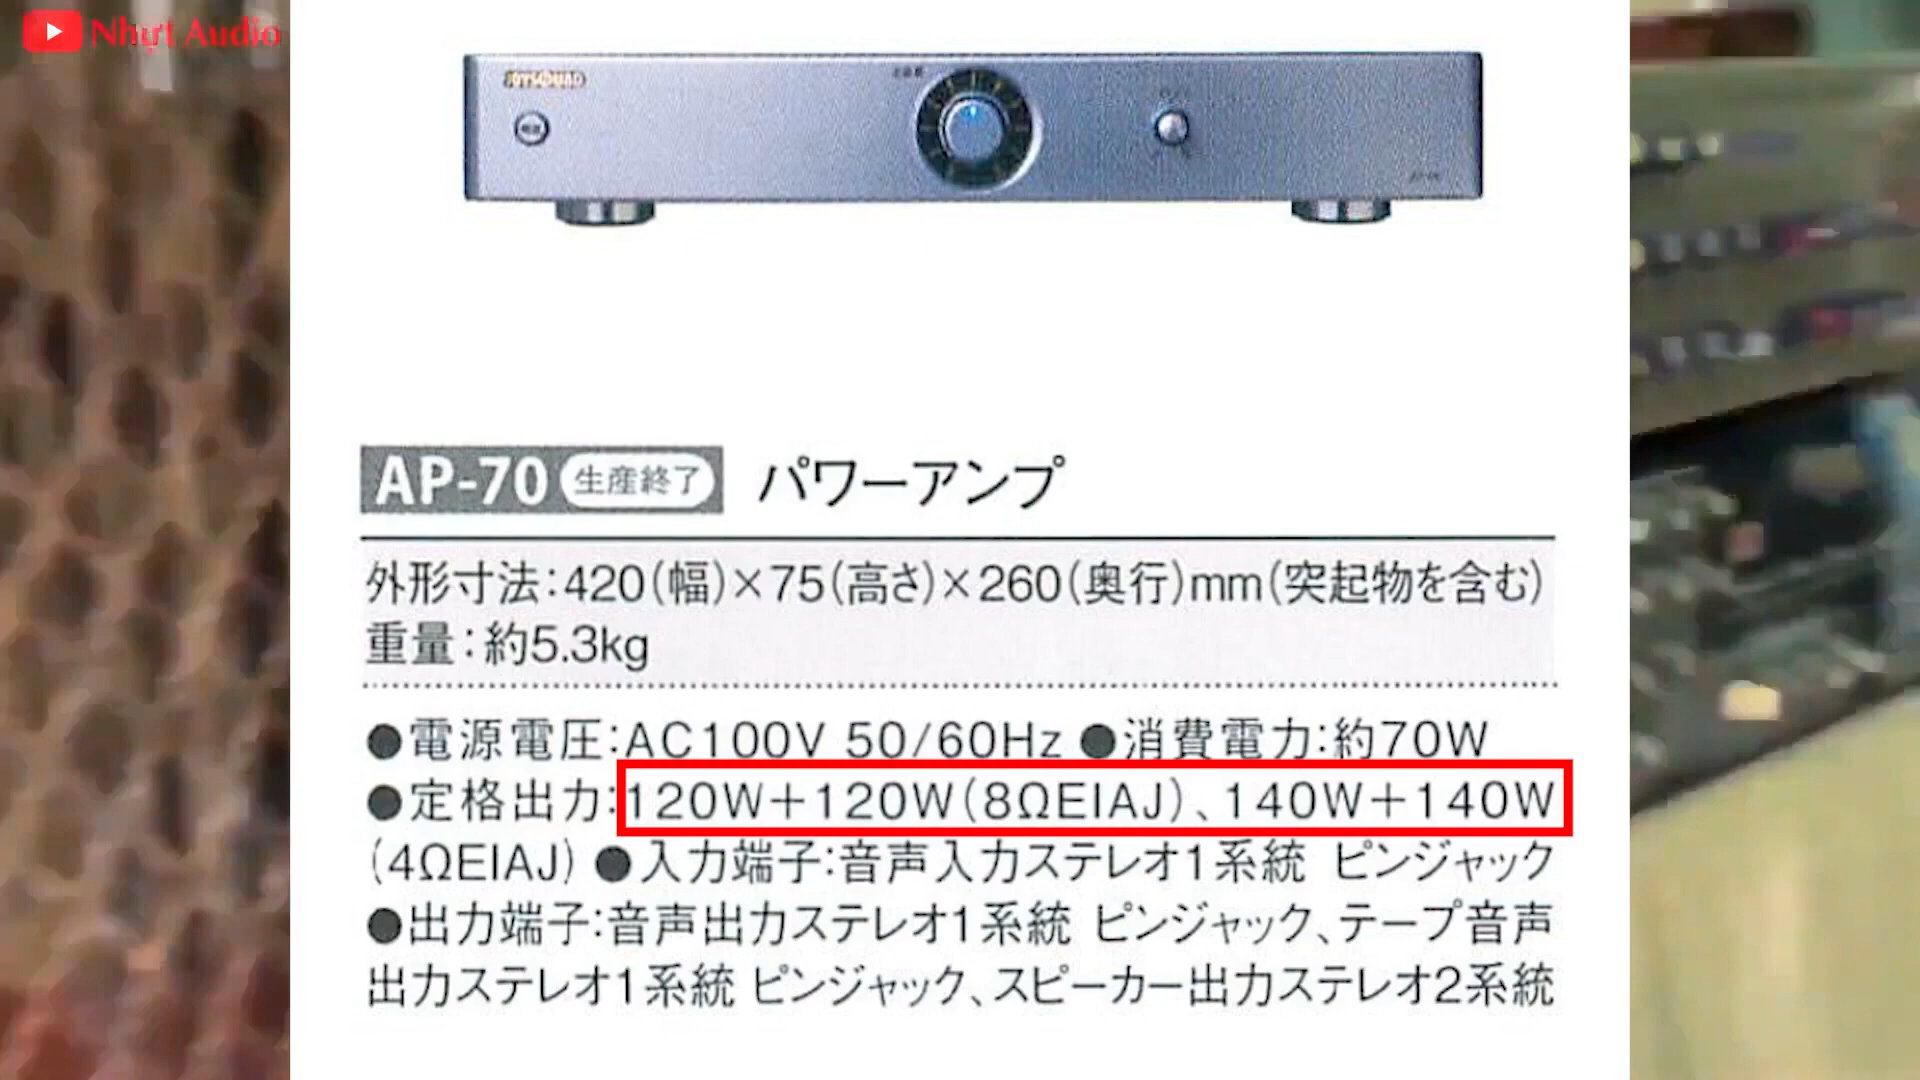 Nhựt Audio
JOYSOUND
AP-70 生産終了 パワーアンプ
外形寸法:420(幅)×75(高さ)×260(奥行)mm(突起物を含む)
重量:約5.3kg
●電源電圧:AC100V 50/60Hz ●消費電力:約70W
●定格出力:120W+120W(8ΩEIAJ)、140W+140W
(4ΩEIAJ) ●入力端子:音声入力ステレオ1系統 ピンジャック
●出力端子:音声出力ステレオ1系統 ピンジャック、テープ音声
出力ステレオ1系統 ピンジャック、スピーカー出力ステレオ2系統